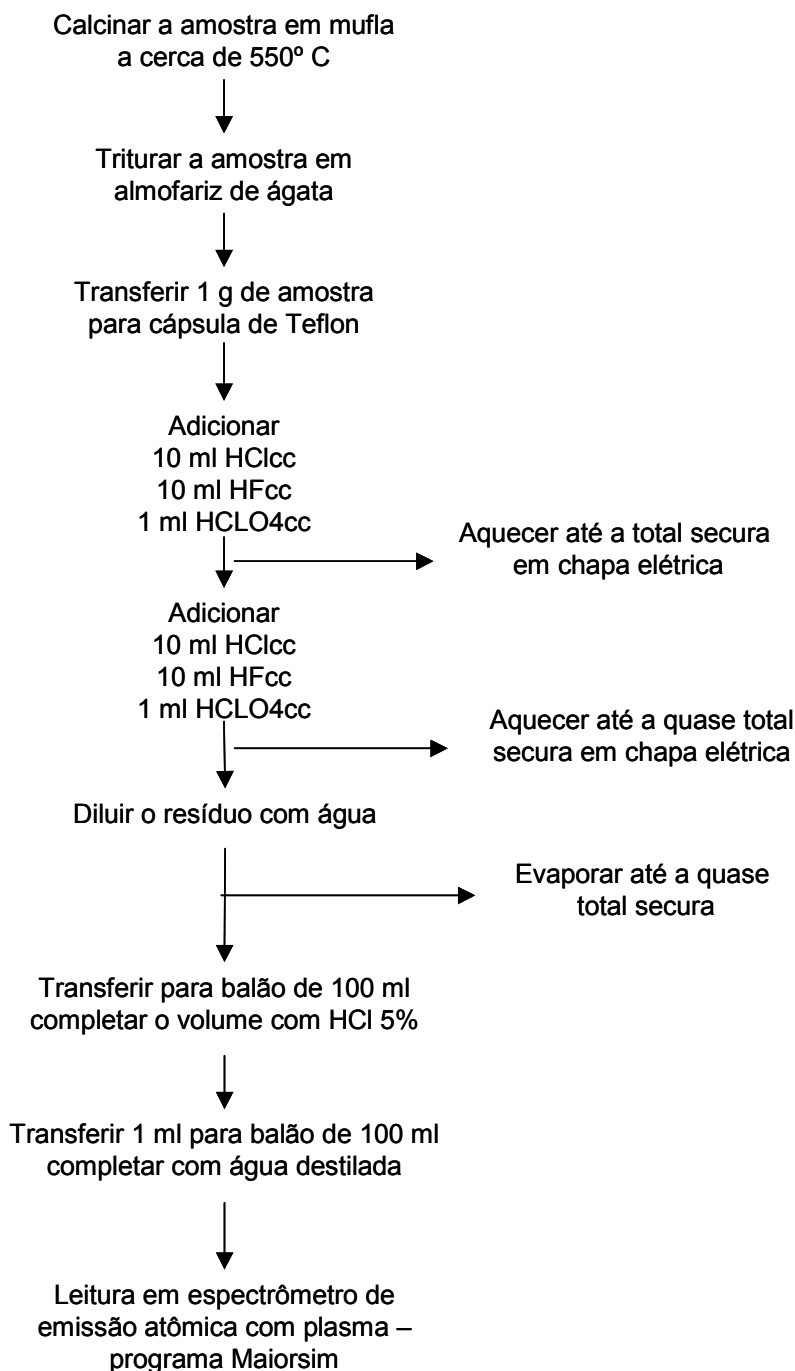 Calcinar a amostra em mufla
a cerca de 550º C
Triturar a amostra em
almofariz de ágata
Transferir 1 g de amostra
para cápsula de Teflon
Adicionar
10 ml HClcc
10 ml HFcc
1 ml HCLO4cc
Aquecer até a total secura
em chapa elétrica
Adicionar
10 ml HClcc
10 ml HFcc
1 ml HCLO4cc
Aquecer até a quase total
secura em chapa elétrica
Diluir o resíduo com água
Evaporar até a quase
total secura
Transferir para balão de 100 ml
completar o volume com HCl 5%
Transferir 1 ml para balão de 100 ml
completar com água destilada
Leitura em espectrômetro de
emissão atômica com plasma –
programa Maiorsim